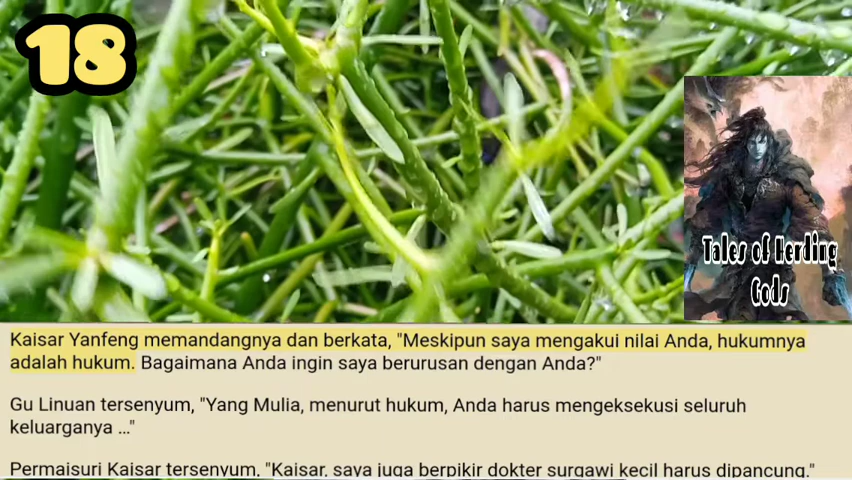 18
Tales of Herding
Gods
Kaisar Yanfeng memandangnya dan berkata, "Meskipun saya mengakui nilai Anda, hukumnya
adalah hukum. Bagaimana Anda ingin saya berurusan dengan Anda?"
Gu Linuan tersenyum, "Yang Mulia, menurut hukum, Anda harus mengeksekusi seluruh
keluarganya ..."
Permaisuri Kaisar tersenyum, "Kaisar, saya juga berpikir dokter surgawi kecil harus dipancung."